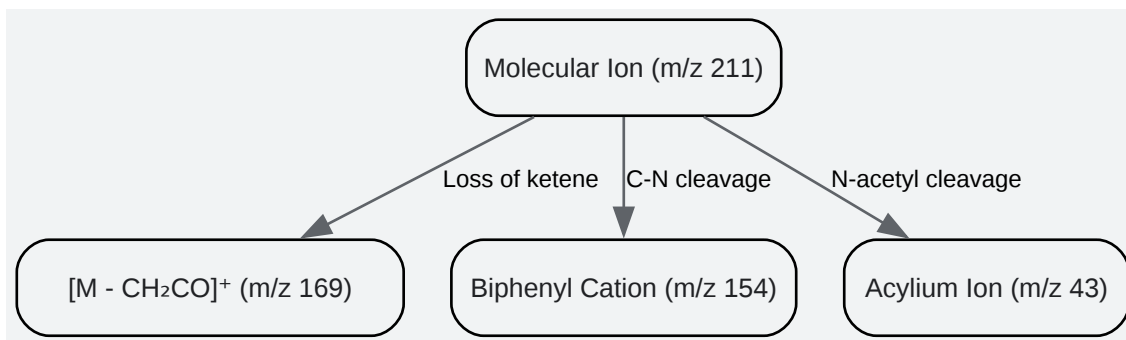 Molecular Ion (m/z 211)
Loss of ketene
C-N cleavage
N-acetyl cleavage
[M - CH₂CO]⁺ (m/z 169)
Biphenyl Cation (m/z 154)
Acylium Ion (m/z 43)